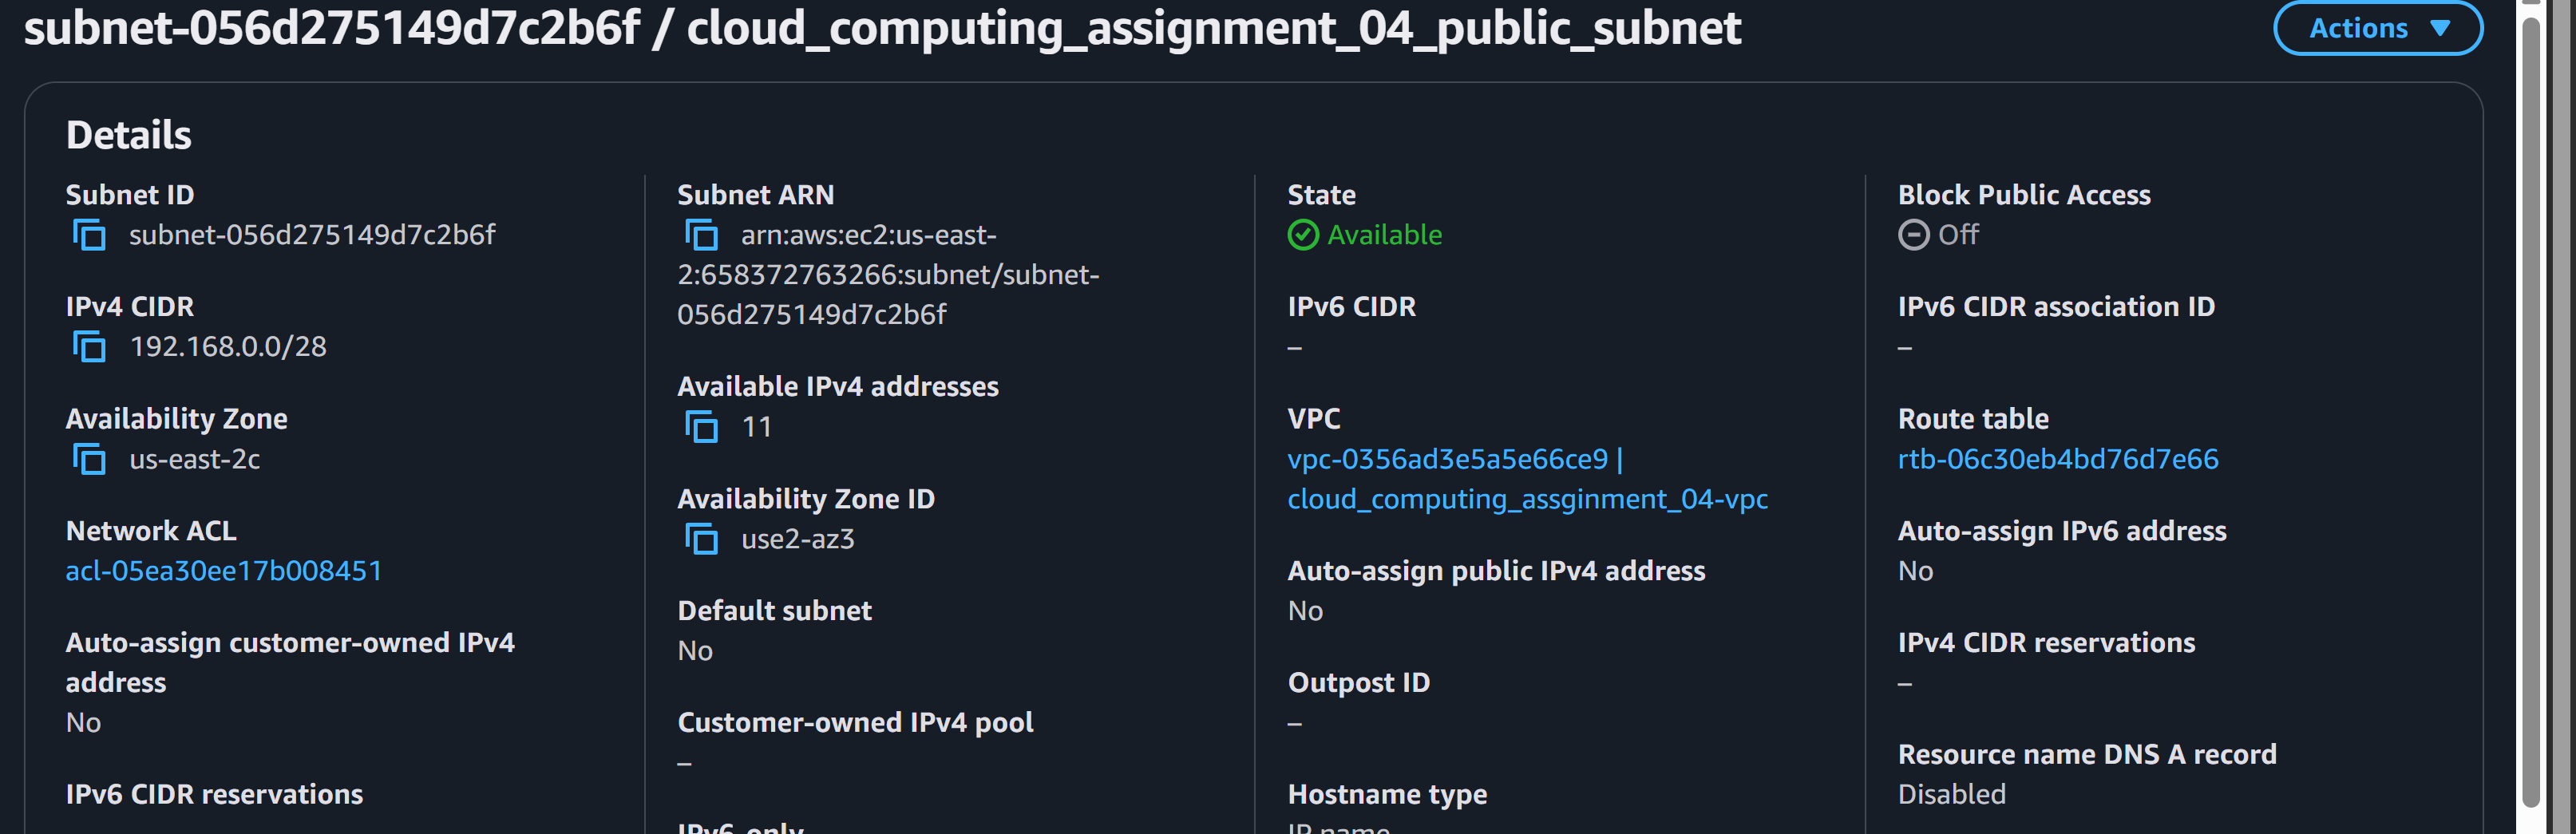 subnet-056d275149d7c2b6f / cloud_computing_assignment_04_public_subnet
Actions
Details
Subnet ID
subnet-056d275149d7c2b6f
IPv4 CIDR
192.168.0.0/28
Availability Zone
us-east-2c
Network ACL
acl-05ea30ee17b008451
Auto-assign customer-owned IPv4
address
No
IPv6 CIDR reservations
Subnet ARN
arn:aws:ec2:us-east-
2:658372763266:subnet/subnet-
056d275149d7c2b6f
Available IPv4 addresses
11
Availability Zone ID
use2-az3
Default subnet
No
Customer-owned IPv4 pool
–
IPv6-only
State
Available
IPv6 CIDR
–
VPC
vpc-0356ad3e5a5e66ce9 |
cloud_computing_assginment_04-vpc
Auto-assign public IPv4 address
No
Outpost ID
–
Hostname type
IP name
Block Public Access
Off
IPv6 CIDR association ID
–
Route table
rtb-06c30eb4bd76d7e66
Auto-assign IPv6 address
No
IPv4 CIDR reservations
–
Resource name DNS A record
Disabled